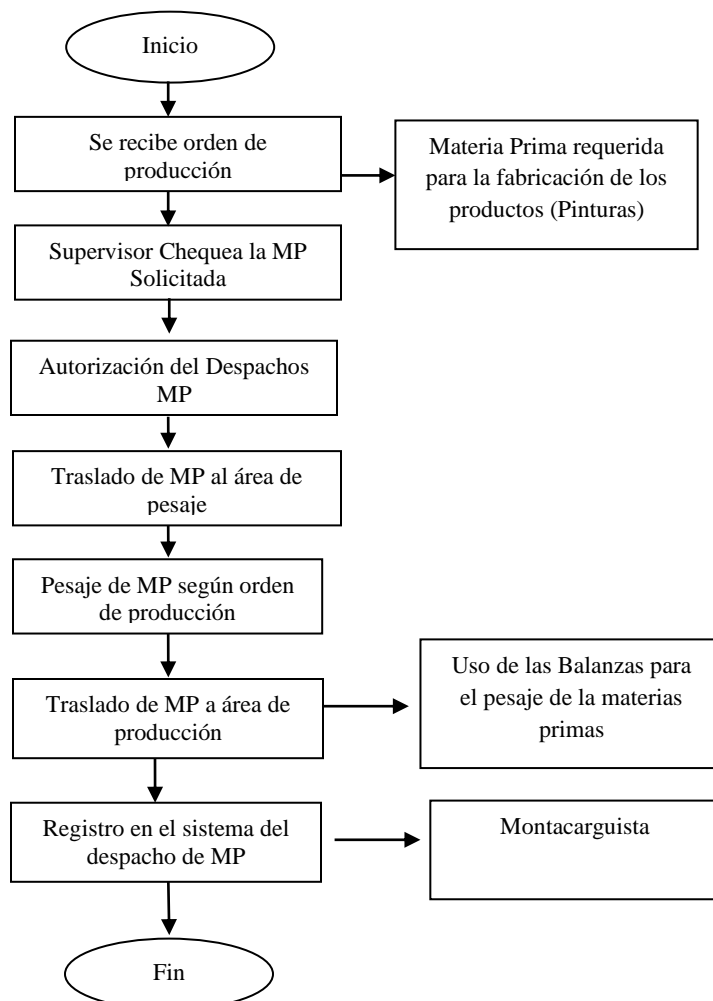 Inicio
Se recibe orden de
producción
Materia Prima requerida
para la fabricación de los
productos (Pinturas)
Supervisor Chequea la MP
Solicitada
Autorización del Despachos
MP
Traslado de MP al área de
pesaje
Pesaje de MP según orden
de producción
Traslado de MP a área de
producción
Uso de las Balanzas para
el pesaje de la materias
primas
Registro en el sistema del
despacho de MP
Montacarguista
Fin